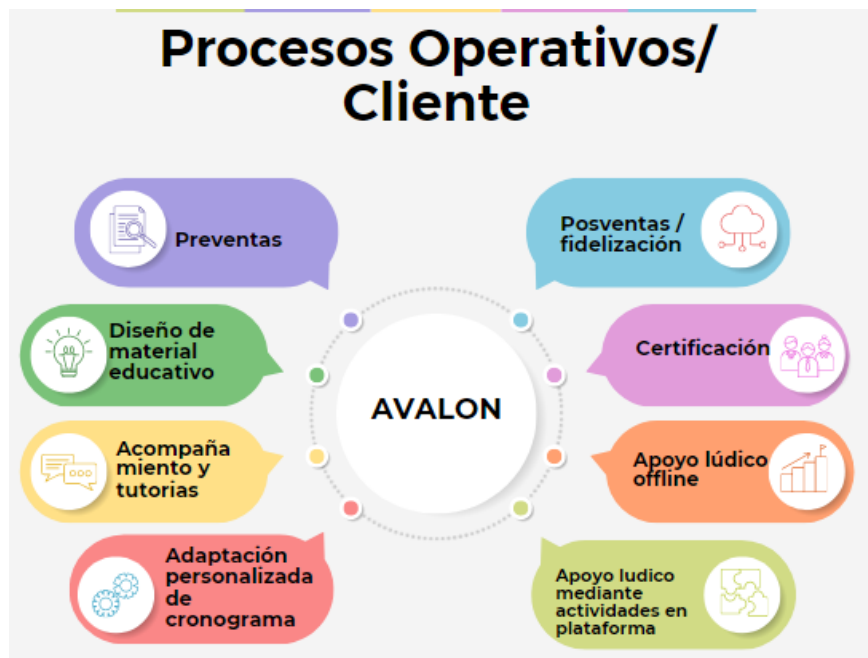 Procesos Operativos/
Cliente
Preventas
Diseño de
material
educativo
Acompaña
miento y
tutorias
Adaptación
personalizada
de
cronograma
AVALON
Posventas /
fidelización
Certificación
Apoyo lúdico
offline
Apoyo ludico
mediante
actividades en
plataforma